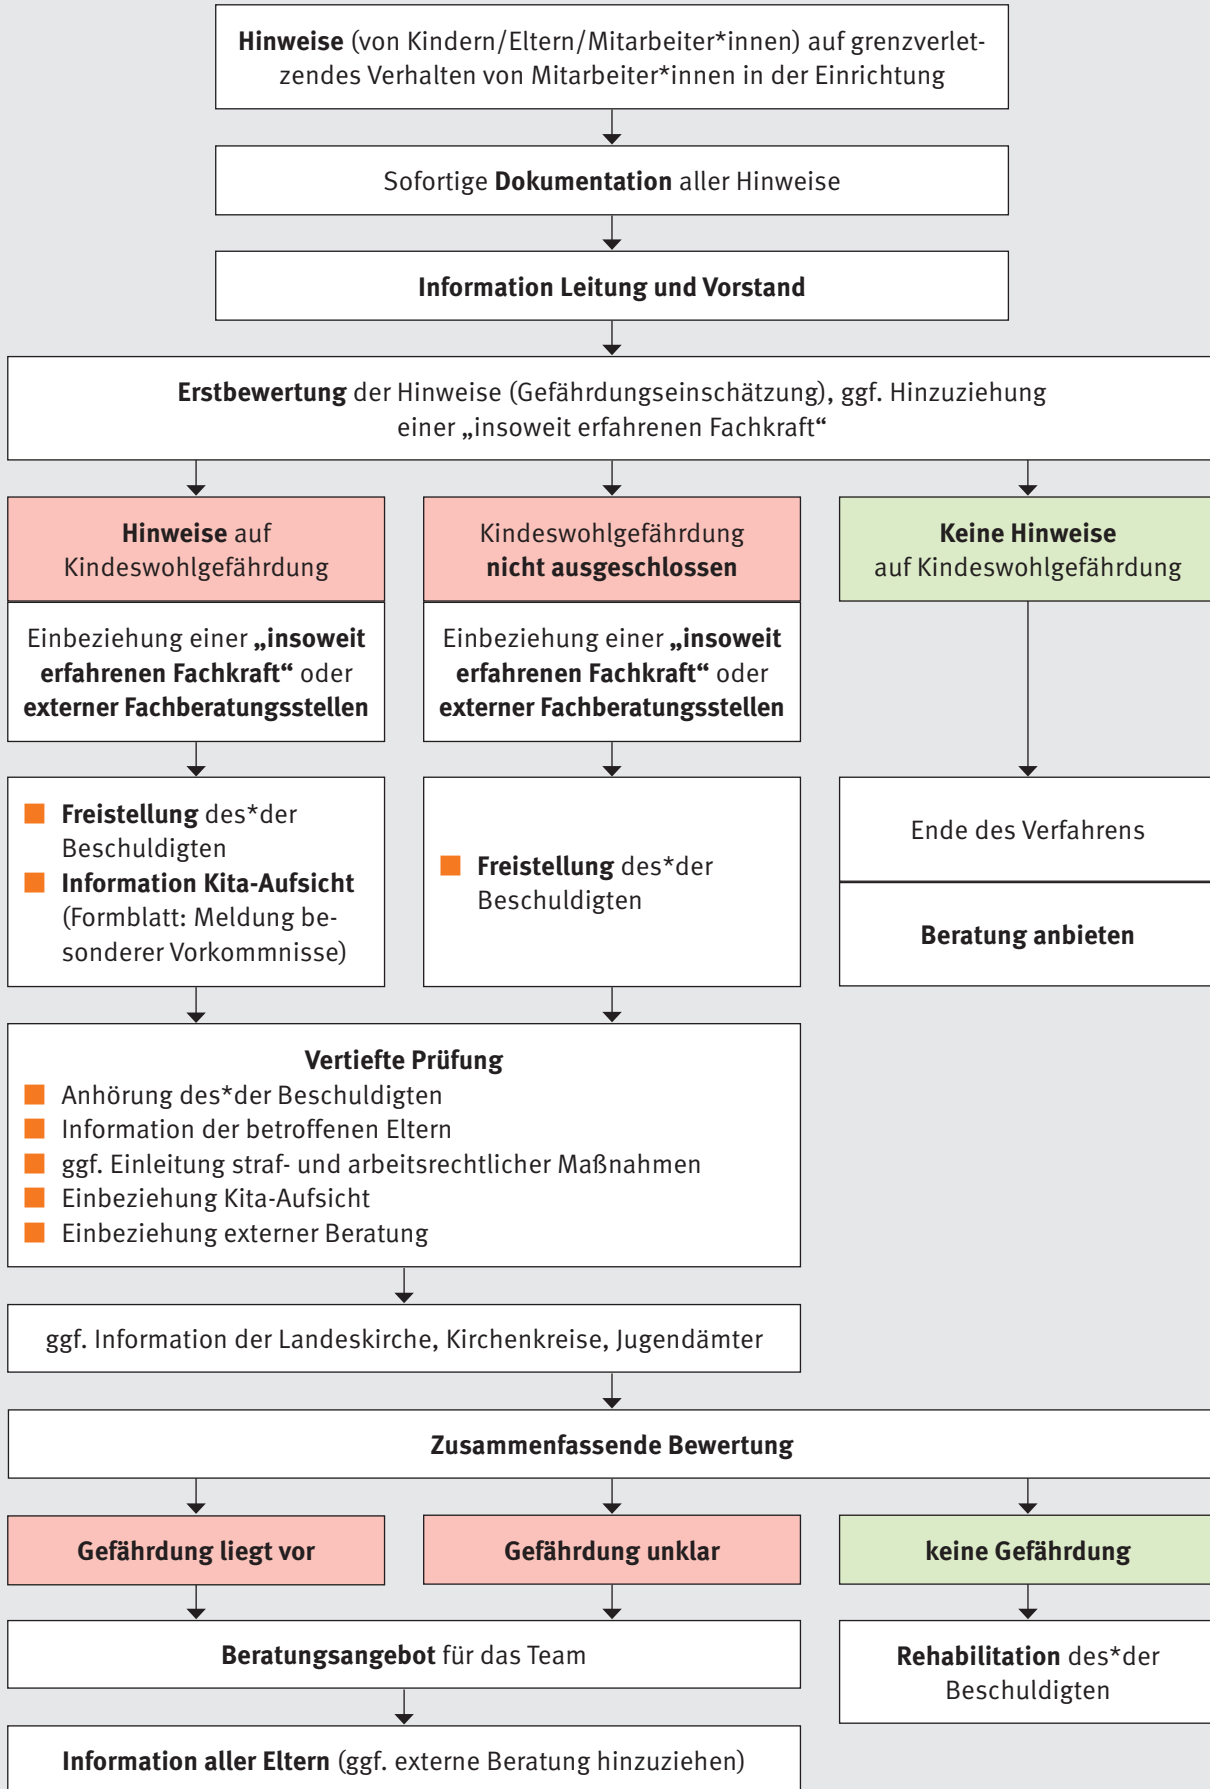 Hinweise (von Kindern/Eltern/Mitarbeiter*innen) auf grenzverlet-
zendes Verhalten von Mitarbeiter*innen in der Einrichtung
Sofortige Dokumentation aller Hinweise
Information Leitung und Vorstand
Erstbewertung der Hinweise (Gefährdungseinschätzung), ggf. Hinzuziehung
einer „insoweit erfahrenen Fachkraft“
Hinweise auf
Kindeswohlgefährdung
Einbeziehung einer „insoweit
erfahrenen Fachkraft“ oder
externer Fachberatungsstellen
Kindeswohlgefährdung
nicht ausgeschlossen
Einbeziehung einer „insoweit
erfahrenen Fachkraft“ oder
externer Fachberatungsstellen
Keine Hinweise
auf Kindeswohlgefährdung
Freistellung des*der
Beschuldigten
Information Kita-Aufsicht
(Formblatt: Meldung be-
sonderer Vorkommnisse)
Freistellung des*der
Beschuldigten
Ende des Verfahrens
Beratung anbieten
Vertiefte Prüfung
Anhörung des*der Beschuldigten
Information der betroffenen Eltern
ggf. Einleitung straf- und arbeitsrechtlicher Maßnahmen
Einbeziehung Kita-Aufsicht
Einbeziehung externer Beratung
ggf. Information der Landeskirche, Kirchenkreise, Jugendämter
Zusammenfassende Bewertung
Gefährdung liegt vor
Gefährdung unklar
keine Gefährdung
Beratungsangebot für das Team
Rehabilitation des*der
Beschuldigten
Information aller Eltern (ggf. externe Beratung hinzuziehen)